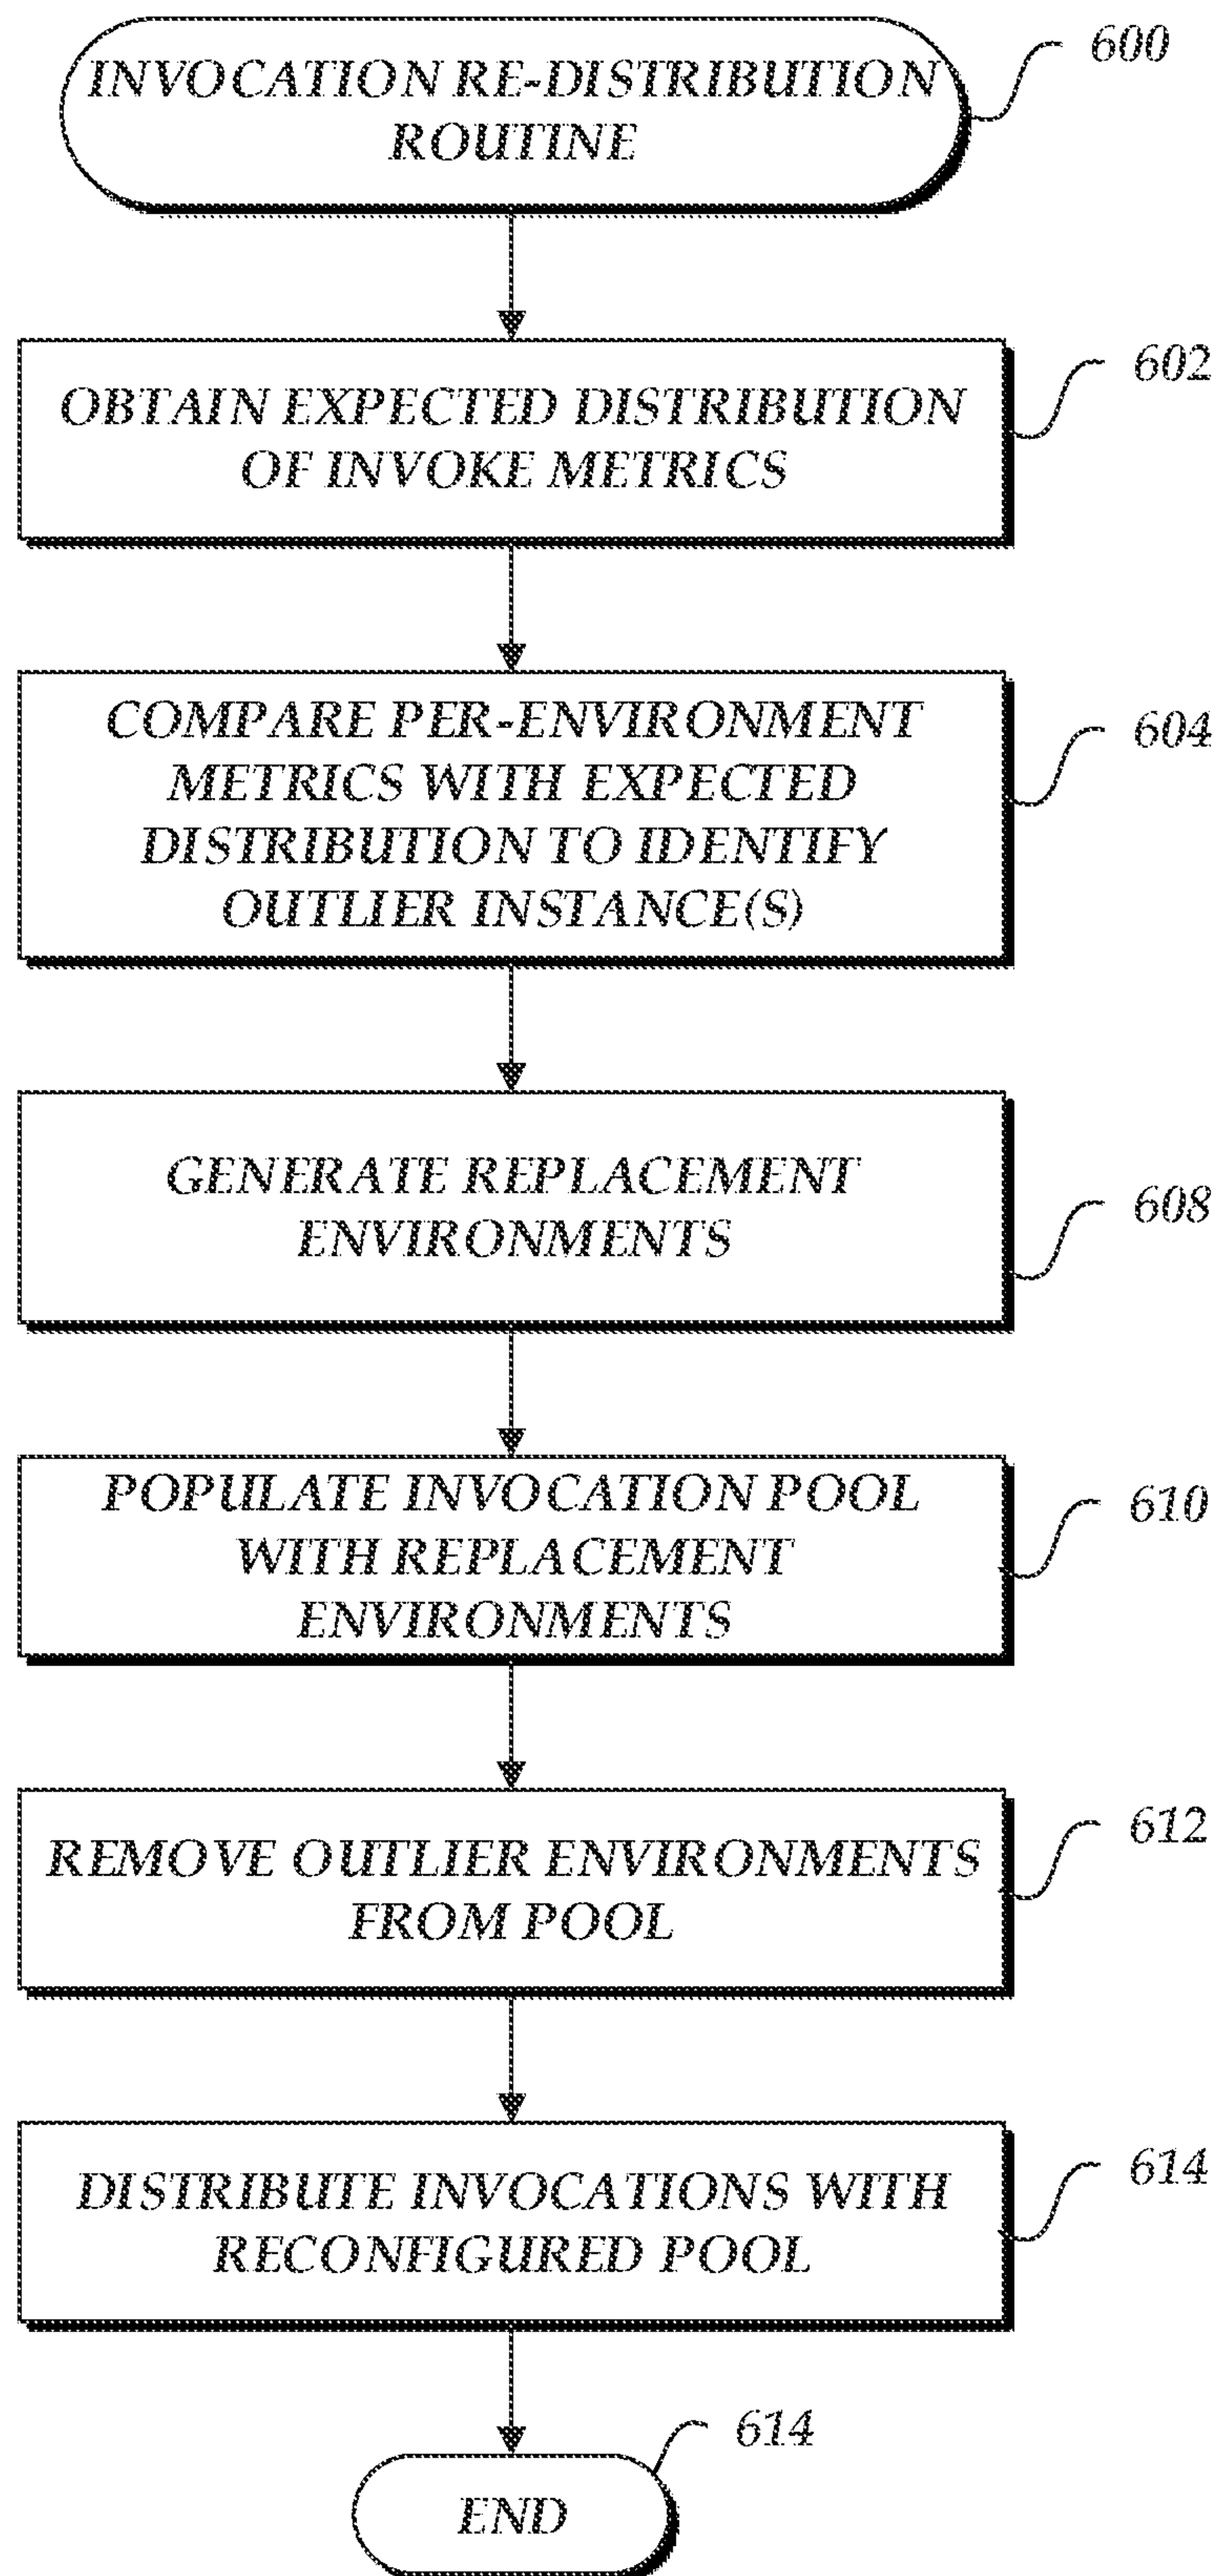 INVOCATION RE-DISTRIBUTION
ROUTINE
600
OBTAIN EXPECTED DISTRIBUTION
OF INVOKE METRICS
602
COMPARE PER-ENVIRONMENT
METRICS WITH EXPECTED
DISTRIBUTION TO IDENTIFY
OUTLIER INSTANCE(S)
604
GENERATE REPLACEMENT
ENVIRONMENTS
608
POPULATE INVOCATION POOL
WITH REPLACEMENT
ENVIRONMENTS
610
REMOVE OUTLIER ENVIRONMENTS
FROM POOL
612
DISTRIBUTE INVOCATIONS WITH
RECONFIGURED POOL
614
614
END